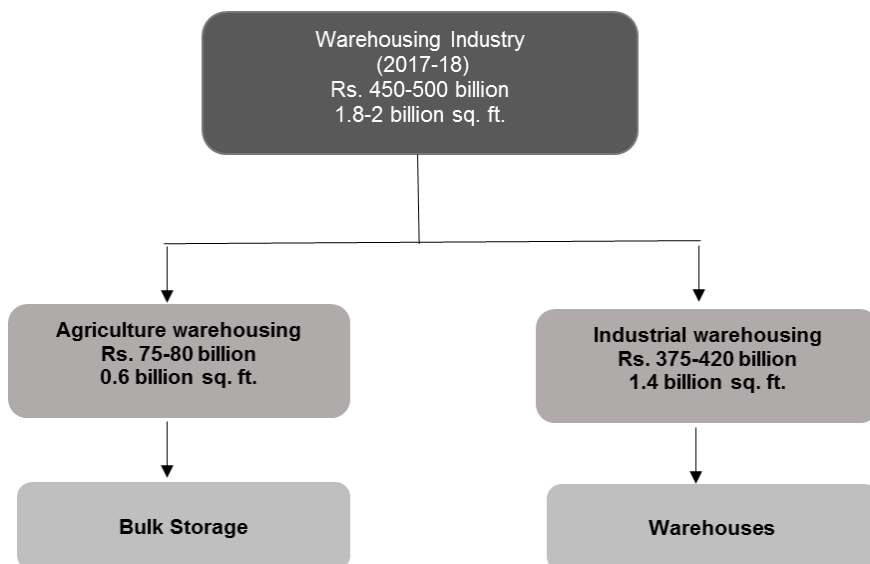 Warehousing Industry
(2017-18)
Rs. 450-500 billion
1.8-2 billion sq. ft.
Agriculture warehousing
Rs. 75-80 billion
0.6 billion sq. ft.
Industrial warehousing
Rs. 375-420 billion
1.4 billion sq. ft.
Bulk Storage
Warehouses